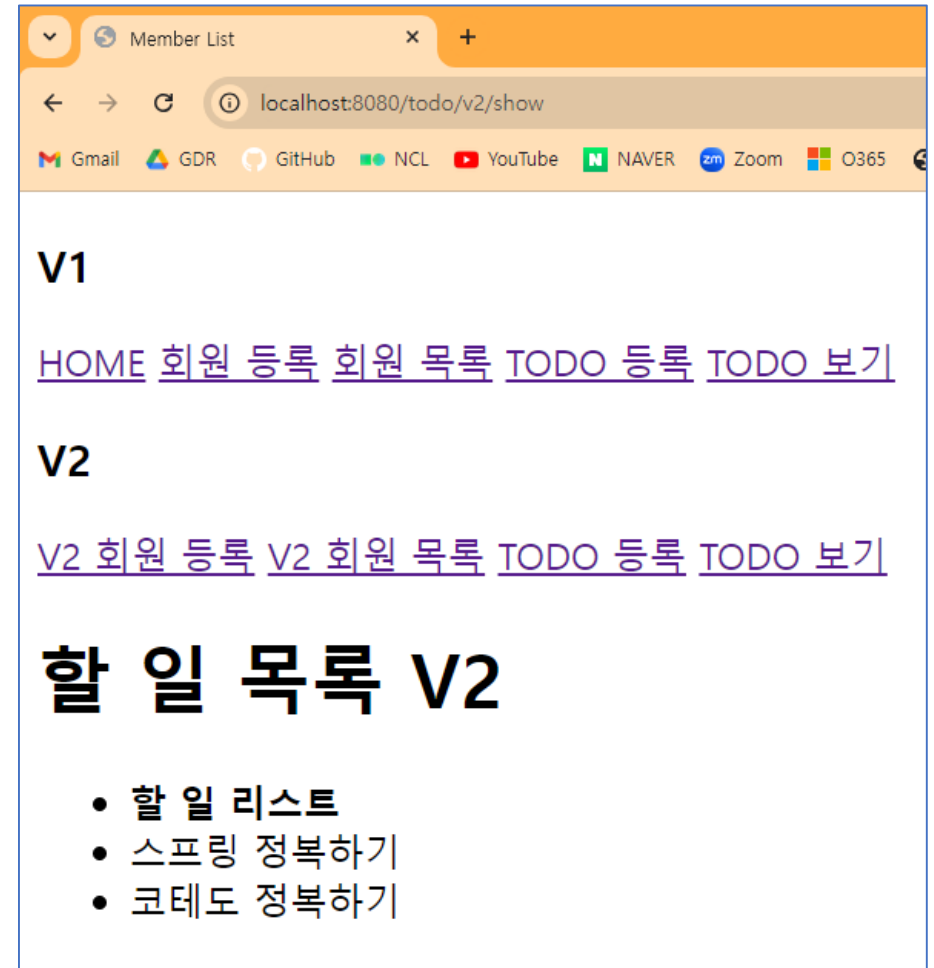 Member List
localhost:8080/todo/v2/show
Gmail GDR GitHub NCL YouTube NAVER Zoom O365
V1
HOME 회원 등록 회원 목록 TODO 등록 TODO 보기
V2
V2 회원 등록 V2 회원 목록 TODO 등록 TODO 보기
할 일 목록 V2
할 일 리스트
스프링 정복하기
코테도 정복하기